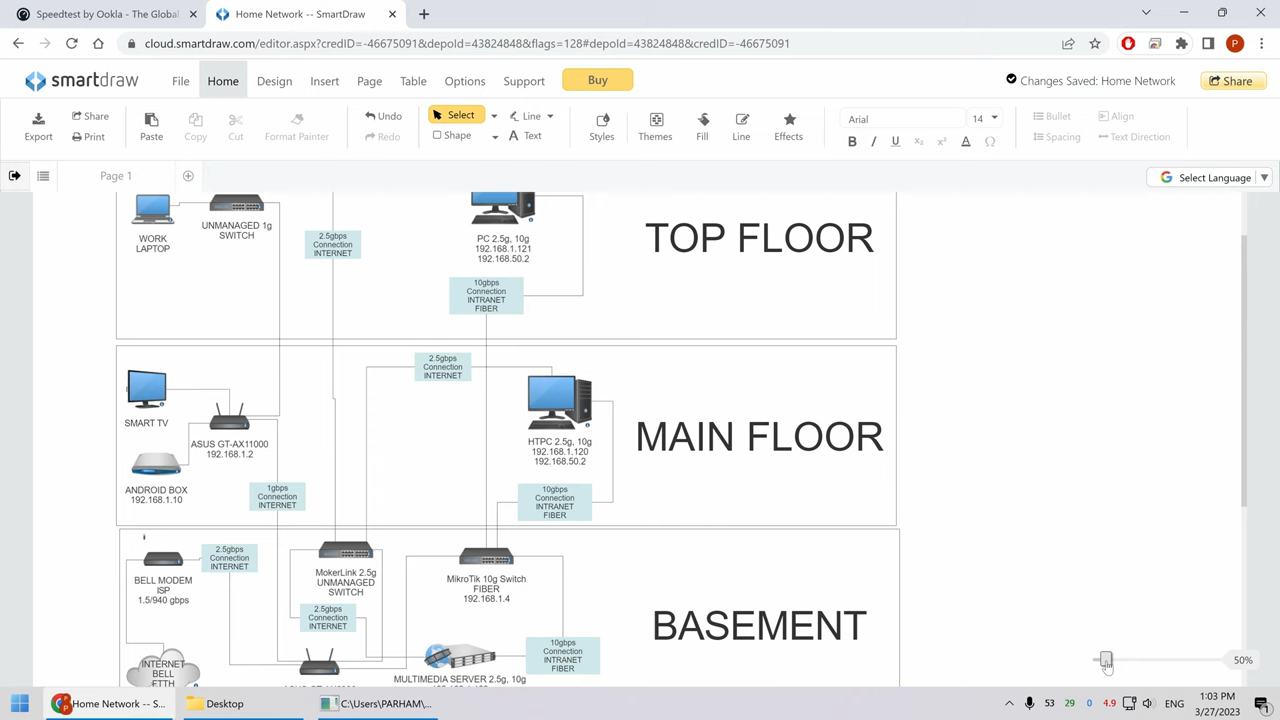 Speedtest by Ookla - The Global
Home Network -- SmartDraw
cloud.smartdraw.com/editor.aspx?credID=-46675091&depoId=43824848&flags=128#depoId=43824848&credID=-46675091
P
smartdraw
File
Home
Design
Insert
Page
Table
Options
Support
Buy
Changes Saved: Home Network
Share
Export
Share
Print
Paste
Copy
Cut
Format Painter
Undo
Redo
Select
Shape
Line
A Text
Styles
Themes
Fill
Line
Effects
Arial
14
B I U x₂ x² A Ω
Bullet
Align
Spacing
Text Direction
Page 1
G Select Language
WORK
LAPTOP
UNMANAGED 1g
SWITCH
2.5gbps
Connection
INTERNET
PC 2.5g, 10g
192.168.1.121
192.168.50.2
10gbps
Connection
INTRANET
FIBER
TOP FLOOR
SMART TV
ASUS GT-AX11000
192.168.1.2
ANDROID BOX
192.168.1.10
1gbps
Connection
INTERNET
2.5gbps
Connection
INTERNET
HTPC 2.5g, 10g
192.168.1.120
192.168.50.2
10gbps
Connection
INTRANET
FIBER
MAIN FLOOR
BELL MODEM
ISP
1.5/940 gbps
2.5gbps
Connection
INTERNET
MokerLink 2.5g
UNMANAGED
SWITCH
2.5gbps
Connection
INTERNET
MikroTik 10g Switch
FIBER
192.168.1.4
INTERNET
BELL
FTTH
MULTIMEDIA SERVER 2.5g, 10g
10gbps
Connection
INTRANET
FIBER
BASEMENT
50%
Home Network -- S...
Desktop
C:\Users\PARHAM\...
53
29
0
4.9
ENG
1:03 PM
3/27/2023
1